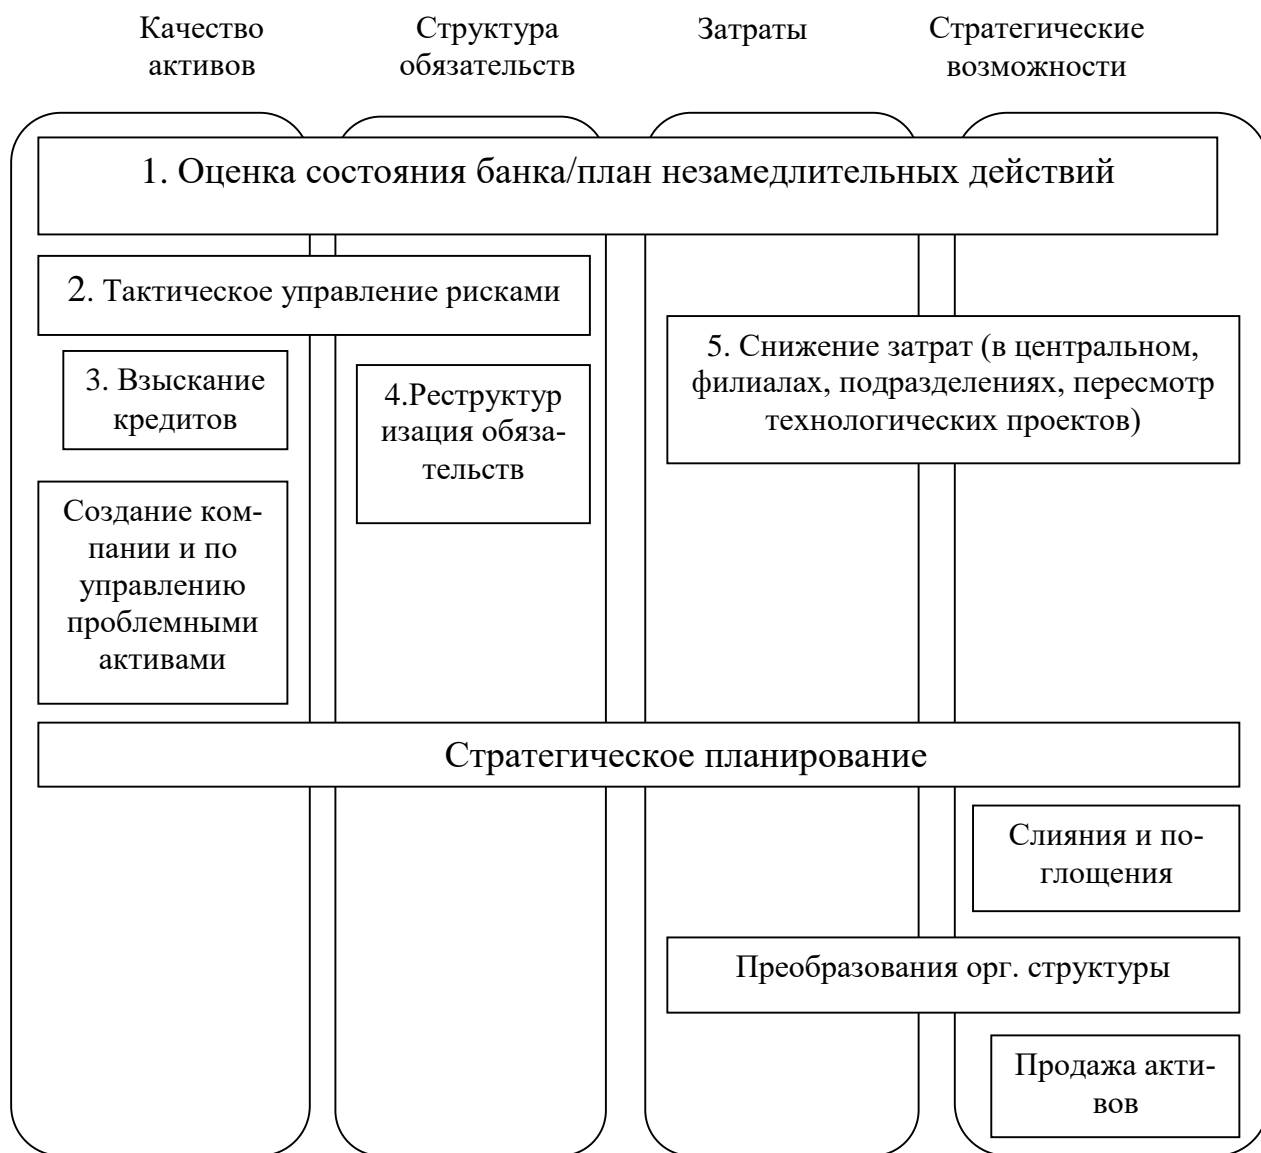 Качество
активов
Структура
обязательств
Затраты
Стратегические
возможности
1. Оценка состояния банка/план незамедлительных действий
2. Тактическое управление рисками
3. Взыскание
кредитов
4.Реструктур
изация обяза-
тельств
5. Снижение затрат (в центральном,
филиалах, подразделениях, пересмотр
технологических проектов)
Создание ком-
пании и по
управлению
проблемными
активами
Стратегическое планирование
Слияния и по-
глощения
Преобразования орг. структуры
Продажа акти-
вов